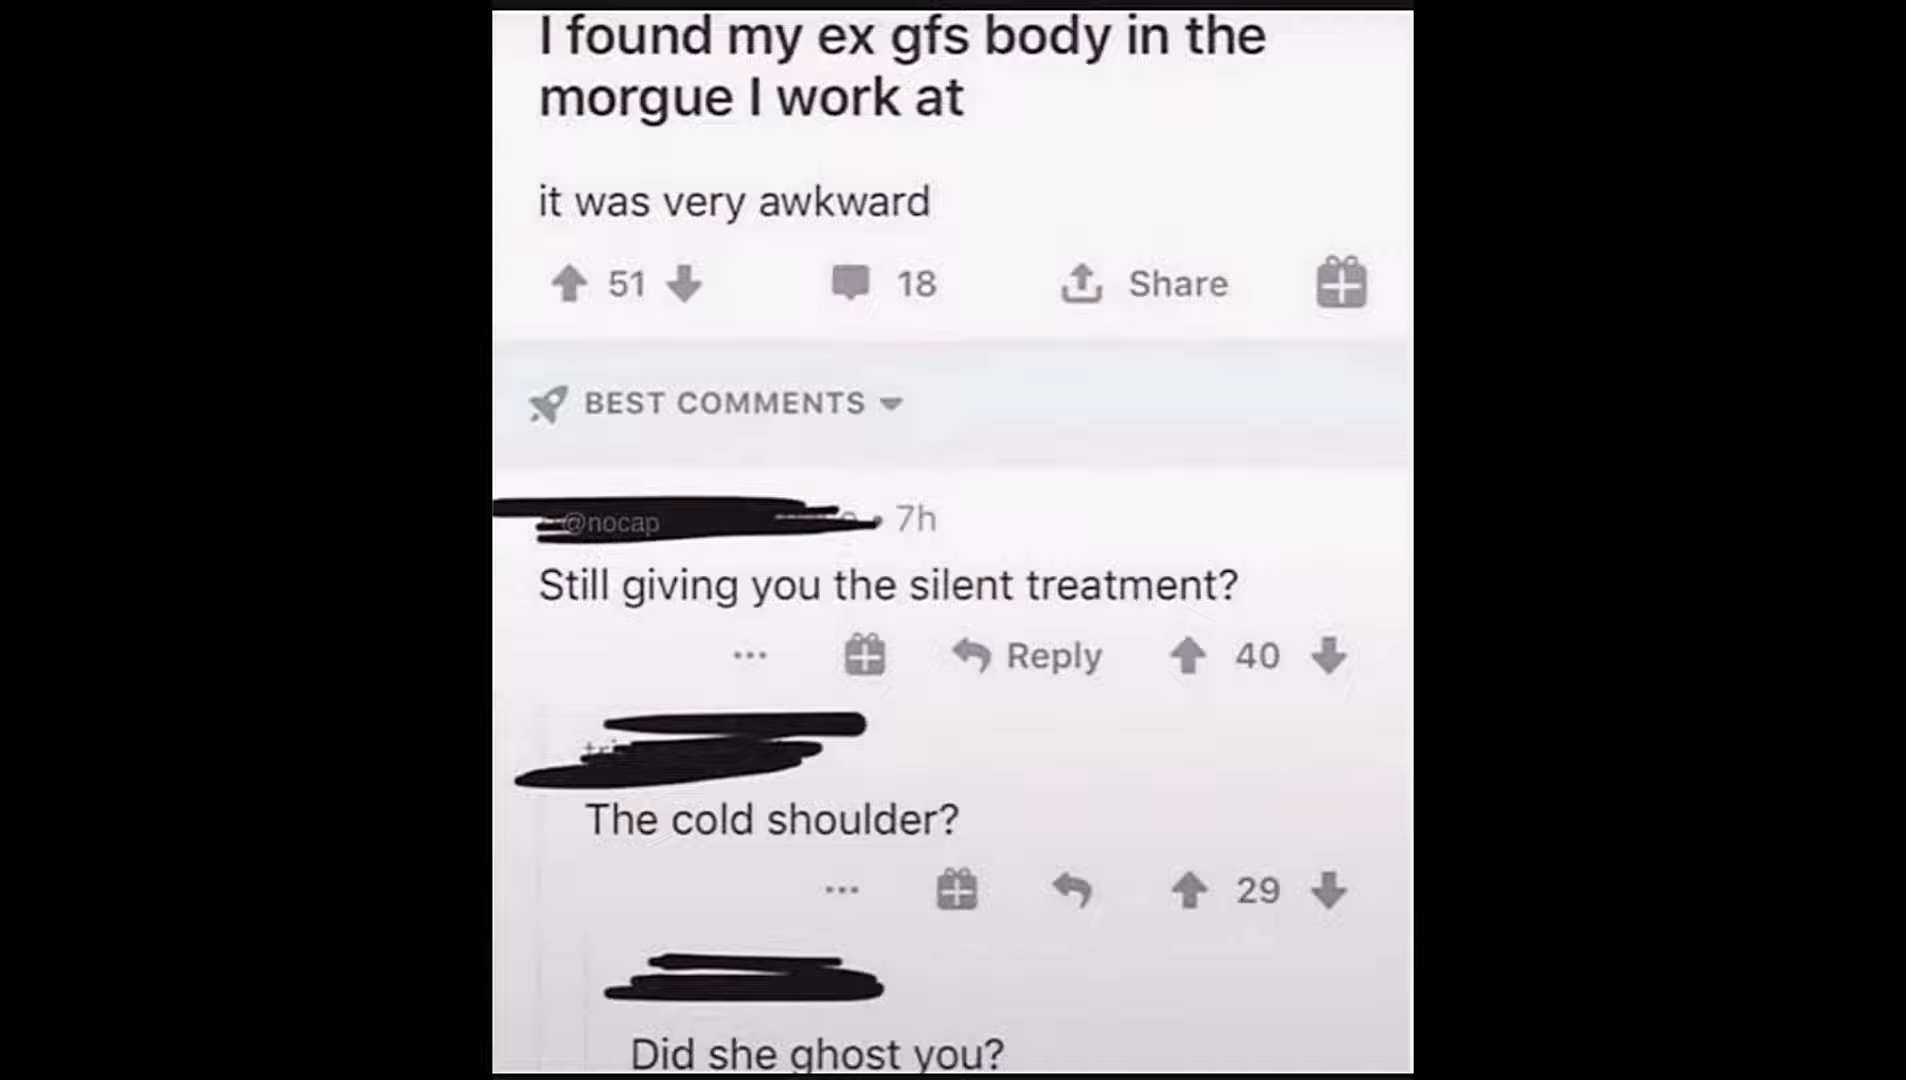 I found my ex gfs body in the
morgue I work at
it was very awkward
51
18
Share
BEST COMMENTS
@nocap
7h
Still giving you the silent treatment?
Reply
40
The cold shoulder?
29
Did she ghost you?